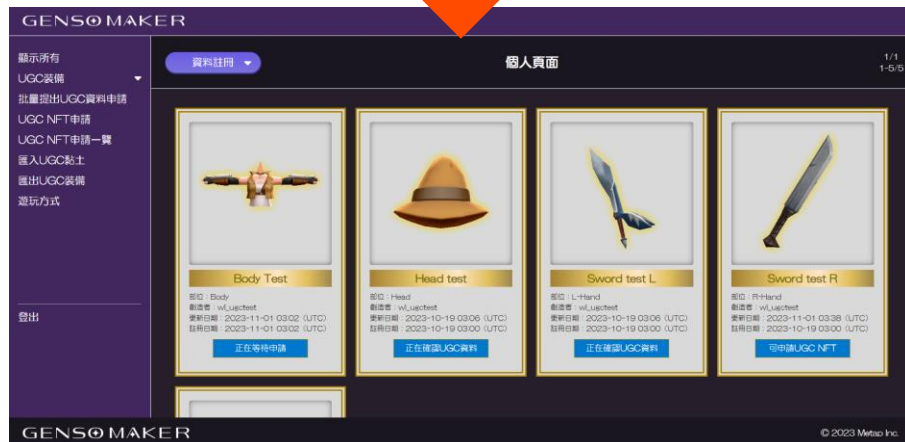 GENSO MAKER
顯示所有
UGC裝備
批量提出UGC資料申請
UGC NFT申請
UGC NFT申請一覽
匯入UGC黏土
匯出UGC裝備
遊玩方式
登出
資料註冊
個人頁面
1/1
1-5/5
Body Test
部位：Body
創造者：wl_ugctest
更新日期：2023-11-01 03:02 (UTC)
註冊日期：2023-11-01 03:02 (UTC)
正在等待申請
Head test
部位：Head
創造者：wl_ugctest
更新日期：2023-10-19 03:06 (UTC)
註冊日期：2023-10-19 03:00 (UTC)
正在確認UGC資料
Sword test L
部位：L-Hand
創造者：wl_ugctest
更新日期：2023-10-19 03:06 (UTC)
註冊日期：2023-10-19 03:00 (UTC)
正在確認UGC資料
Sword test R
部位：R-Hand
創造者：wl_ugctest
更新日期：2023-11-01 03:38 (UTC)
註冊日期：2023-10-19 03:00 (UTC)
可申請UGC NFT
GENSO MAKER
© 2023 Metap Inc.